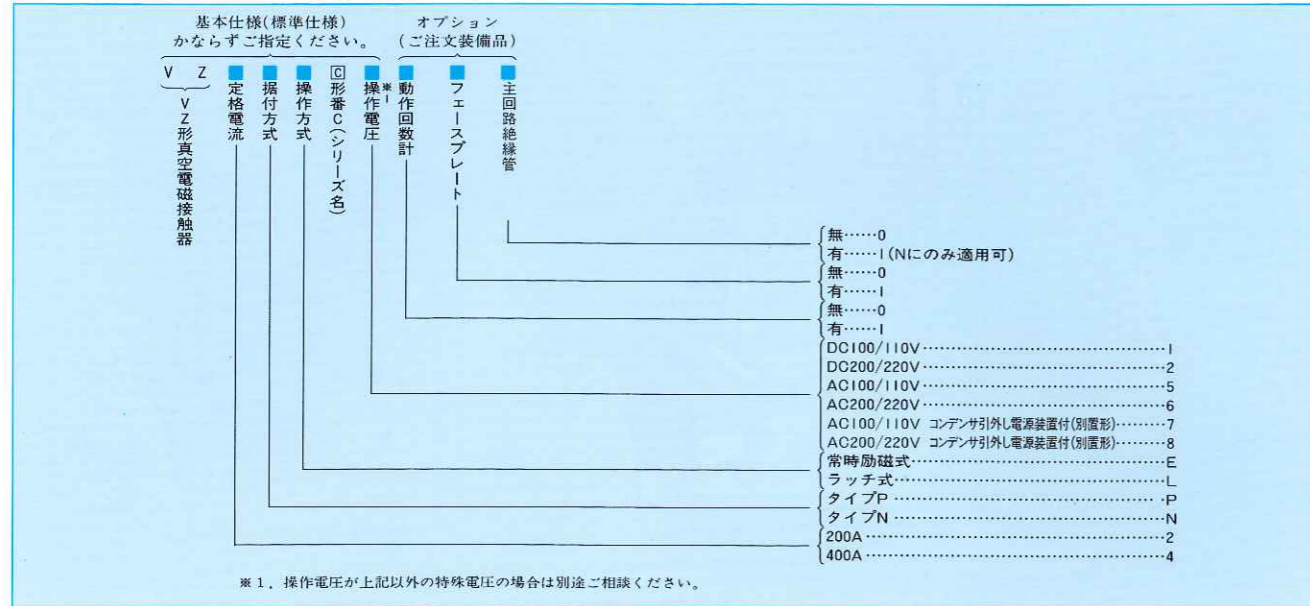 基本仕様(標準仕様)
かならずご指定ください。
オプション
(ご注文装備品)
V Z
VZ形真空電磁接触器
■定格電流
■据付方式
■操作方式
C形番C(シリーズ名)
■操作電圧
※1
■動作回数計
■フェースプレート
■主回路絶縁管
無……0
有……1(Nにのみ適用可)
無……0
有……1
無……0
有……1
DC100/110V……1
DC200/220V……2
AC100/110V……5
AC200/220V……6
AC100/110V コンデンサ引外し電源装置付(別置形)……7
AC200/220V コンデンサ引外し電源装置付(別置形)……8
常時励磁式……E
ラッチ式……L
タイプP……P
タイプN……N
200A……2
400A……4
※1．操作電圧が上記以外の特殊電圧の場合は別途ご相談ください。